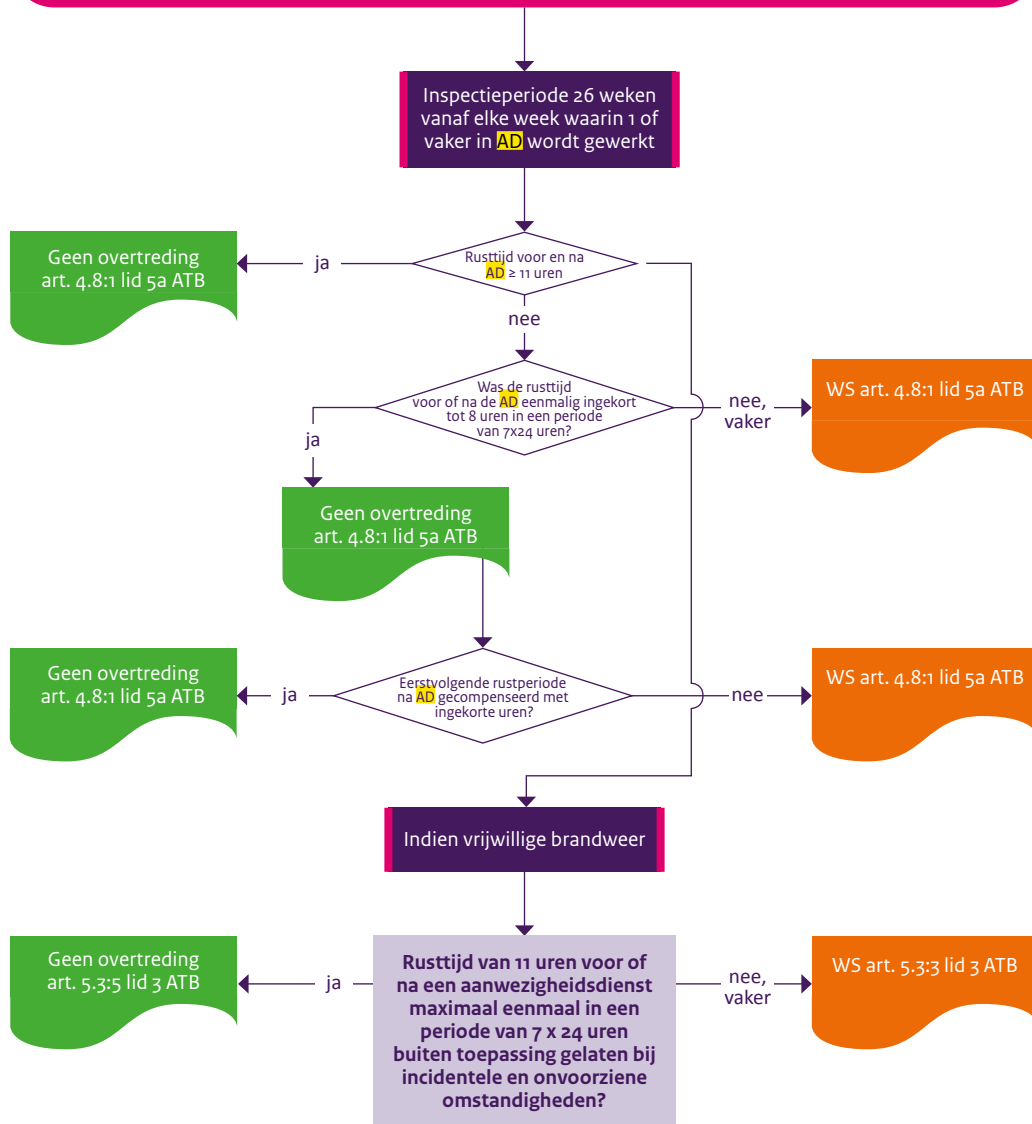 Inspectieperiode 26 weken
vanaf elke week waarin 1 of
vaker in AD wordt gewerkt
Geen overtreding
art. 4.8:1 lid 5a ATB
ja
Rusttijd voor en na
AD ≥ 11 uren
nee
Was de rusttijd
voor of na de AD eenmalig ingekort
tot 8 uren in een periode
van 7x24 uren?
nee,
vaker
WS art. 4.8:1 lid 5a ATB
ja
Geen overtreding
art. 4.8:1 lid 5a ATB
Geen overtreding
art. 4.8:1 lid 5a ATB
ja
Eerstvolgende rustperiode
na AD gecompenseerd met
ingekorte uren?
nee
WS art. 4.8:1 lid 5a ATB
Indien vrijwillige brandweer
Geen overtreding
art. 5.3:5 lid 3 ATB
ja
Rusttijd van 11 uren voor of
na een aanwezigheidsdienst
maximaal eenmaal in een
periode van 7 x 24 uren
buiten toepassing gelaten bij
incidentele en onvoorziene
omstandigheden?
nee,
vaker
WS art. 5.3:3 lid 3 ATB